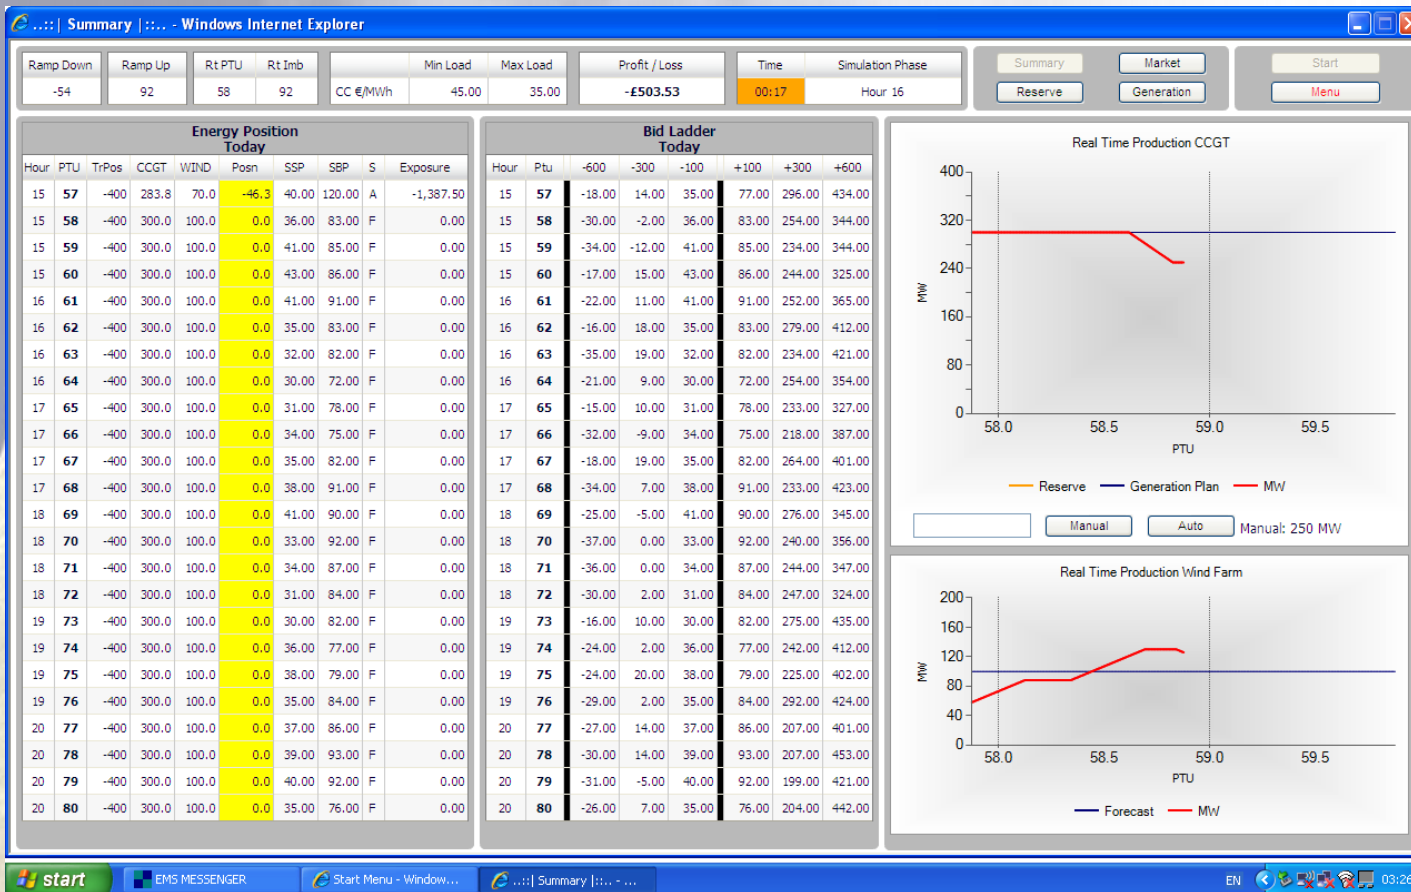 ..::| Summary |::.. - Windows Internet Explorer
Ramp Down Ramp Up Rt PTU Rt Imb Min Load Max Load Profit / Loss Time Simulation Phase Summary Market Start
-54 92 58 92 CC €/MWh 45.00 35.00 -£503.53 00:17 Hour 16 Reserve Generation Menu
Energy Position
Today
Hour PTU TrPos CCGT WIND Posn SSP SBP S Exposure
15 57 -400 283.8 70.0 -46.3 40.00 120.00 A -1,387.50
15 58 -400 300.0 100.0 0.0 36.00 83.00 F 0.00
15 59 -400 300.0 100.0 0.0 41.00 85.00 F 0.00
15 60 -400 300.0 100.0 0.0 43.00 86.00 F 0.00
16 61 -400 300.0 100.0 0.0 41.00 91.00 F 0.00
16 62 -400 300.0 100.0 0.0 35.00 83.00 F 0.00
16 63 -400 300.0 100.0 0.0 32.00 82.00 F 0.00
16 64 -400 300.0 100.0 0.0 30.00 72.00 F 0.00
17 65 -400 300.0 100.0 0.0 31.00 78.00 F 0.00
17 66 -400 300.0 100.0 0.0 34.00 75.00 F 0.00
17 67 -400 300.0 100.0 0.0 35.00 82.00 F 0.00
17 68 -400 300.0 100.0 0.0 38.00 91.00 F 0.00
18 69 -400 300.0 100.0 0.0 41.00 90.00 F 0.00
18 70 -400 300.0 100.0 0.0 33.00 92.00 F 0.00
18 71 -400 300.0 100.0 0.0 34.00 87.00 F 0.00
18 72 -400 300.0 100.0 0.0 31.00 84.00 F 0.00
19 73 -400 300.0 100.0 0.0 30.00 82.00 F 0.00
19 74 -400 300.0 100.0 0.0 36.00 77.00 F 0.00
19 75 -400 300.0 100.0 0.0 38.00 79.00 F 0.00
19 76 -400 300.0 100.0 0.0 35.00 84.00 F 0.00
20 77 -400 300.0 100.0 0.0 37.00 86.00 F 0.00
20 78 -400 300.0 100.0 0.0 39.00 93.00 F 0.00
20 79 -400 300.0 100.0 0.0 40.00 92.00 F 0.00
20 80 -400 300.0 100.0 0.0 35.00 76.00 F 0.00
Bid Ladder
Today
Hour Ptu -600 -300 -100 +100 +300 +600
15 57 -18.00 14.00 35.00 77.00 296.00 434.00
15 58 -30.00 -2.00 36.00 83.00 254.00 344.00
15 59 -34.00 -12.00 41.00 85.00 234.00 344.00
15 60 -17.00 15.00 43.00 86.00 244.00 325.00
16 61 -22.00 11.00 41.00 91.00 252.00 365.00
16 62 -16.00 18.00 35.00 83.00 279.00 412.00
16 63 -35.00 19.00 32.00 82.00 234.00 421.00
16 64 -21.00 9.00 30.00 72.00 254.00 354.00
17 65 -15.00 10.00 31.00 78.00 233.00 327.00
17 66 -32.00 -9.00 34.00 75.00 218.00 387.00
17 67 -18.00 19.00 35.00 82.00 264.00 401.00
17 68 -34.00 7.00 38.00 91.00 233.00 423.00
18 69 -25.00 -5.00 41.00 90.00 276.00 345.00
18 70 -37.00 0.00 33.00 92.00 240.00 356.00
18 71 -36.00 0.00 34.00 87.00 244.00 347.00
18 72 -30.00 2.00 31.00 84.00 247.00 324.00
19 73 -16.00 10.00 30.00 82.00 275.00 435.00
19 74 -24.00 2.00 36.00 77.00 242.00 412.00
19 75 -24.00 20.00 38.00 79.00 225.00 402.00
19 76 -29.00 2.00 35.00 84.00 292.00 424.00
20 77 -27.00 14.00 37.00 86.00 207.00 401.00
20 78 -30.00 14.00 39.00 93.00 207.00 453.00
20 79 -31.00 -5.00 40.00 92.00 199.00 421.00
20 80 -26.00 7.00 35.00 76.00 204.00 442.00
Real Time Production CCGT
400
320
240
MW
160
80
0
58.0 58.5 59.0 59.5
PTU
Reserve Generation Plan MW
Manual Auto Manual: 250 MW
Real Time Production Wind Farm
200
160
120
MW
80
40
0
58.0 58.5 59.0 59.5
PTU
Forecast MW
start EMS MESSENGER Start Menu - Window... ..::| Summary |::.. - ... EN 03:26